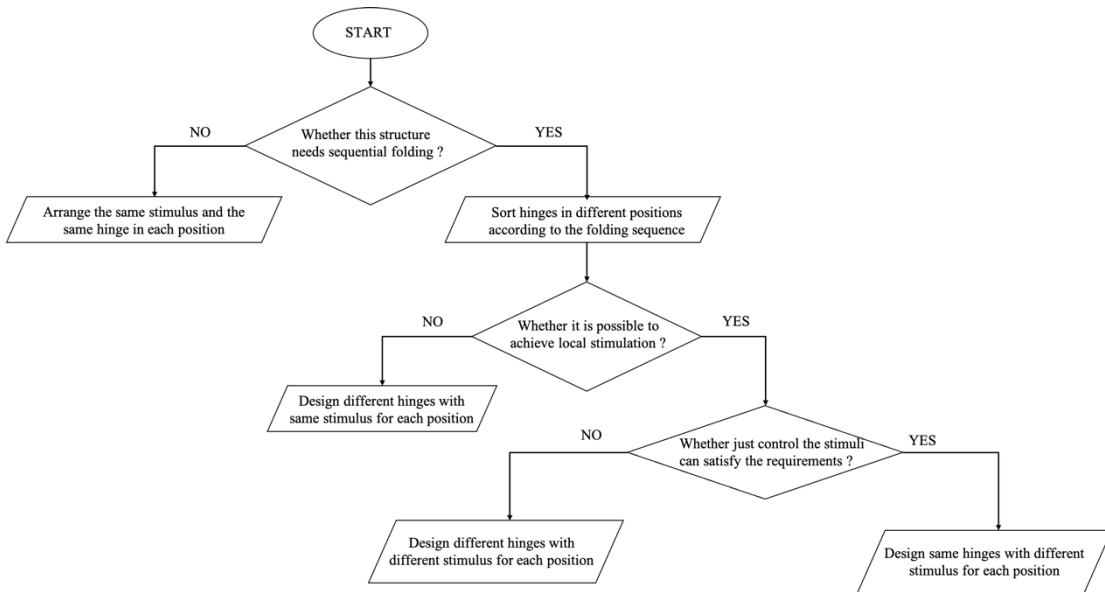 START
Whether this structure
needs sequential folding ?
NO
YES
Arrange the same stimulus and the
same hinge in each position
Sort hinges in different positions
according to the folding sequence
Whether it is possible to
achieve local stimulation ?
NO
YES
Design different hinges with
same stimulus for each position
Whether just control the stimuli
can satisfy the requirements ?
NO
YES
Design different hinges with
different stimulus for each position
Design same hinges with different
stimulus for each position